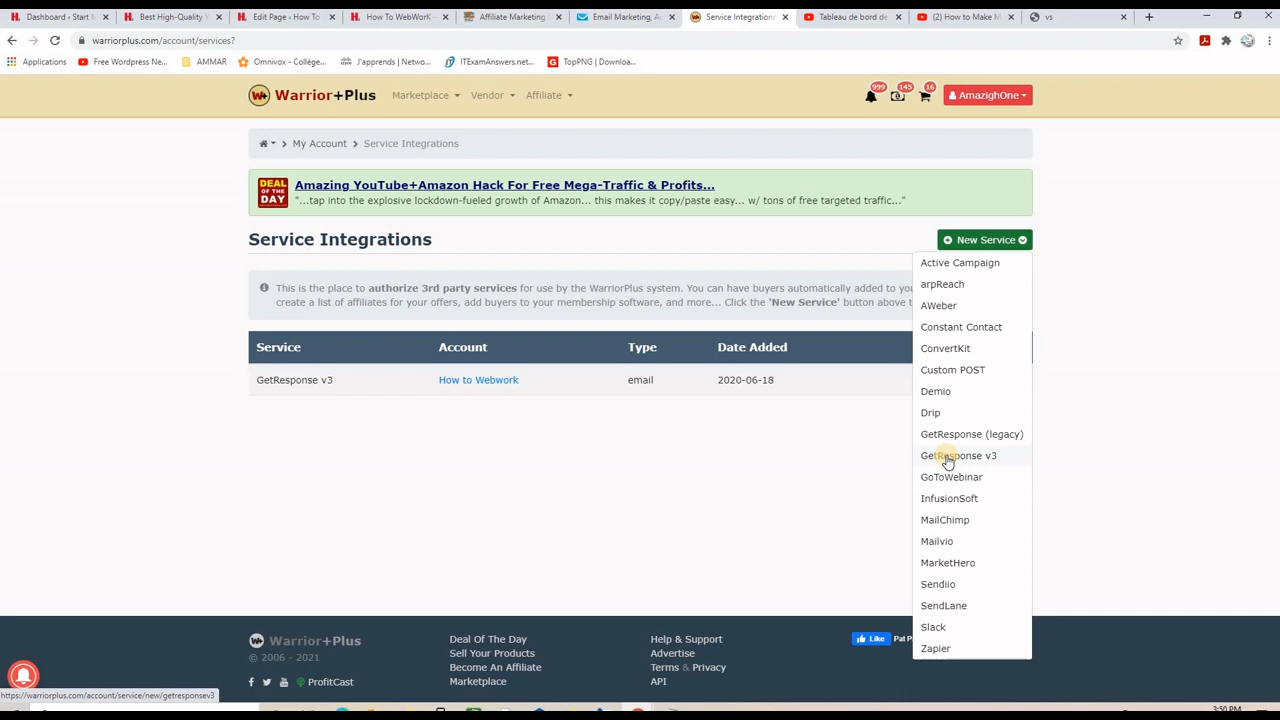 Dashboard ‹ Start M
Best High-Quality Y
Edit Page ‹ How To
How To WebWork –
Affiliate Marketing
Email Marketing, Au
Service Integrations
Tableau de bord de
(2) How to Make M
vs
warriorplus.com/account/services?
Applications
Free Wordpress Ne...
AMMAR
Omnivox - Collège...
J'apprends | Netwo...
ITExamAnswers.net...
TopPNG | Downloa...
Warrior+Plus
Marketplace
Vendor
Affiliate
999
145
16
AmazighOne
My Account
Service Integrations
DEAL OF THE DAY
Amazing YouTube+Amazon Hack For Free Mega-Traffic & Profits...
"...tap into the explosive lockdown-fueled growth of Amazon... this makes it copy/paste easy... w/ tons of free targeted traffic..."
Service Integrations
New Service
This is the place to authorize 3rd party services for use by the WarriorPlus system. You can have buyers automatically added to you
create a list of affiliates for your offers, add buyers to your membership software, and more... Click the 'New Service' button above t
Service
Account
Type
Date Added
GetResponse v3
How to Webwork
email
2020-06-18
Active Campaign
arpReach
AWeber
Constant Contact
ConvertKit
Custom POST
Demio
Drip
GetResponse (legacy)
GetResponse v3
GoToWebinar
InfusionSoft
MailChimp
Mailvio
MarketHero
Sendiio
SendLane
Slack
Zapier
Warrior+Plus
© 2006 - 2021
ProfitCast
Deal Of The Day
Sell Your Products
Become An Affiliate
Marketplace
Help & Support
Advertise
Terms & Privacy
API
Like
Pat P
https://warriorplus.com/account/service/new/getresponsev3
3:50 PM